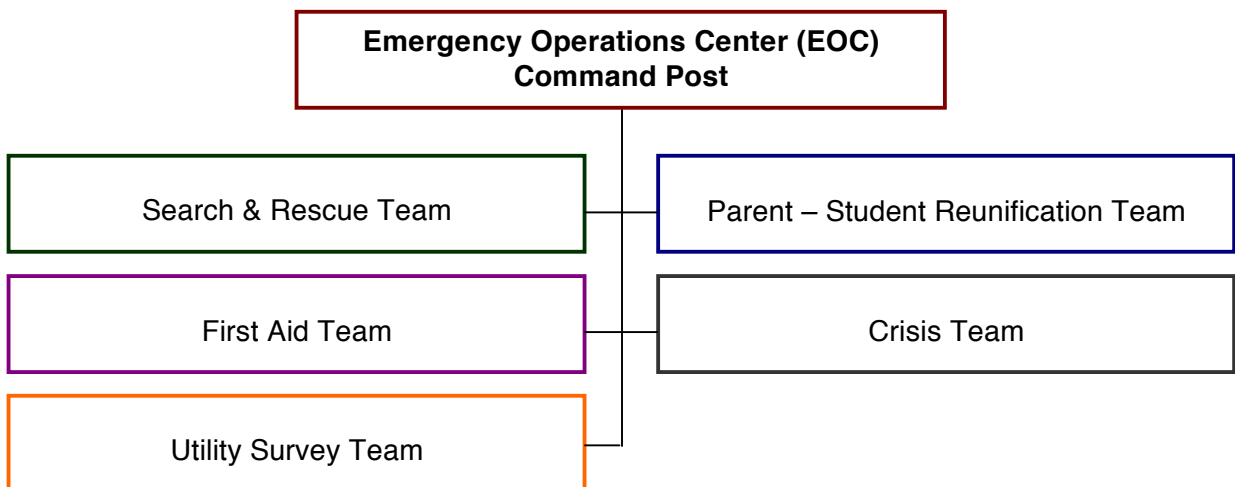 Emergency Operations Center (EOC)
Command Post
Search & Rescue Team
Parent – Student Reunification Team
First Aid Team
Crisis Team
Utility Survey Team